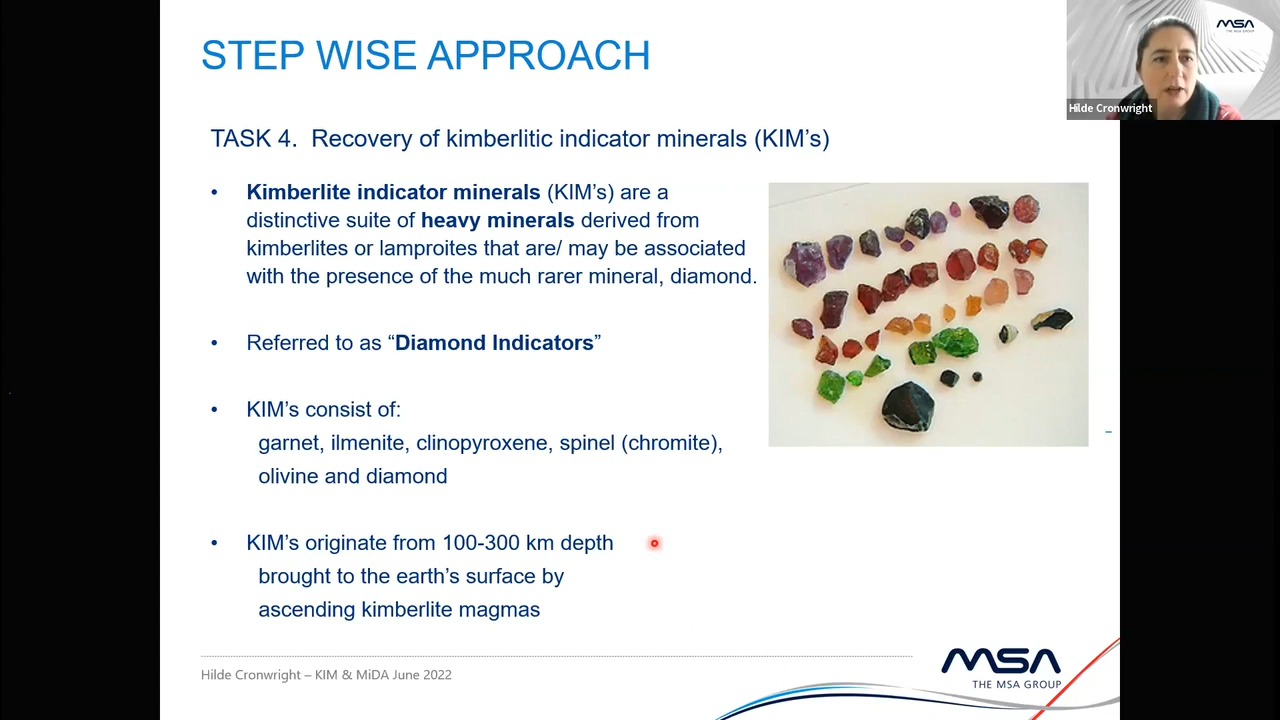 STEP WISE APPROACH
MSA
THE MSA GROUP
Hilde Cronwright
TASK 4. Recovery of kimberlitic indicator minerals (KIM's)
• Kimberlite indicator minerals (KIM's) are a
distinctive suite of heavy minerals derived from
kimberlites or lamproites that are/ may be associated
with the presence of the much rarer mineral, diamond.
• Referred to as “Diamond Indicators”
• KIM's consist of:
garnet, ilmenite, clinopyroxene, spinel (chromite),
olivine and diamond
• KIM's originate from 100-300 km depth
brought to the earth's surface by
ascending kimberlite magmas
Hilde Cronwright – KIM & MiDA June 2022
MSA
THE MSA GROUP